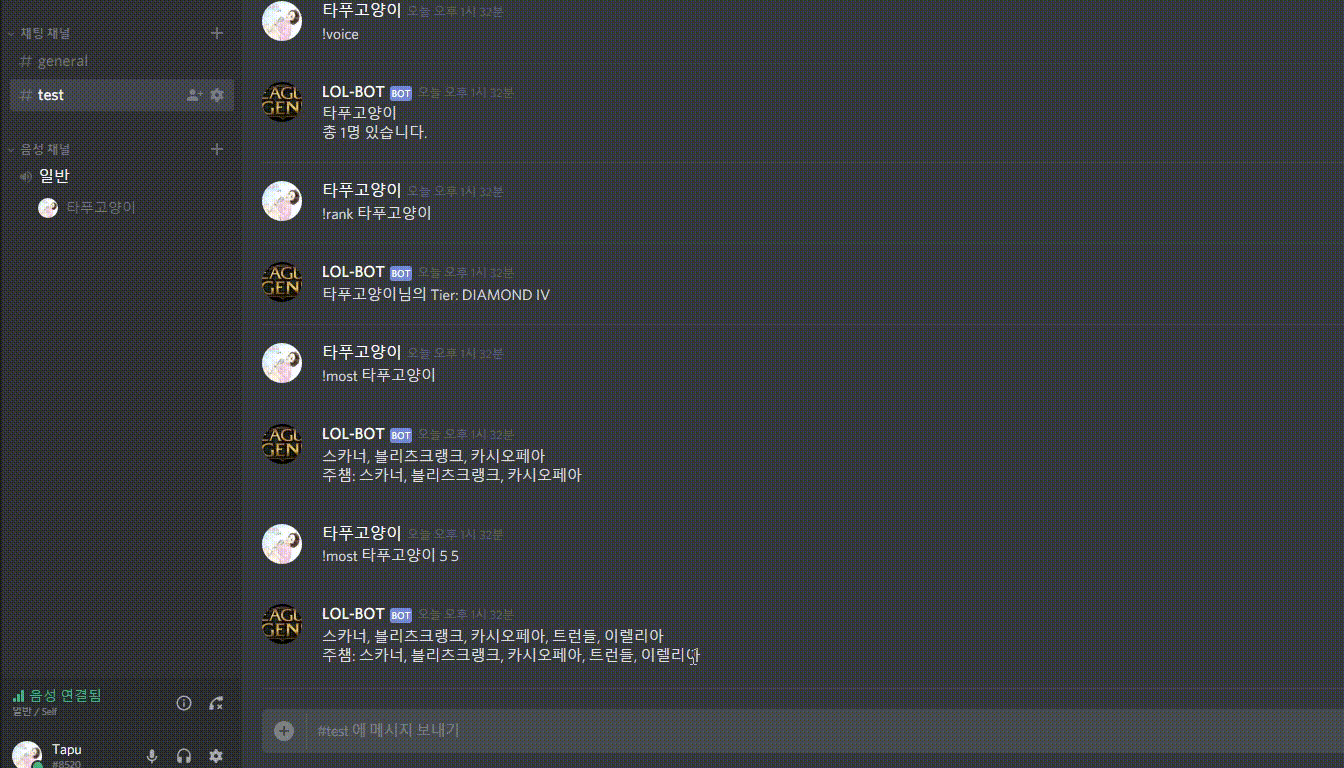 채팅 채널
# general
# test
음성 채널
일반
타푸고양이
음성 연결됨
일반 / Self
Tapu
#8520
타푸고양이 오늘 오후 1시 32분
!voice
LOL-BOT BOT 오늘 오후 1시 32분
타푸고양이
총 1명 있습니다.
타푸고양이 오늘 오후 1시 32분
!rank 타푸고양이
LOL-BOT BOT 오늘 오후 1시 32분
타푸고양이님의 Tier: DIAMOND IV
타푸고양이 오늘 오후 1시 32분
!most 타푸고양이
LOL-BOT BOT 오늘 오후 1시 32분
스카너, 블리츠크랭크, 카시오페아
주챔: 스카너, 블리츠크랭크, 카시오페아
타푸고양이 오늘 오후 1시 32분
!most 타푸고양이 5 5
LOL-BOT BOT 오늘 오후 1시 32분
스카너, 블리츠크랭크, 카시오페아, 트런들, 이렐리아
주챔: 스카너, 블리츠크랭크, 카시오페아, 트런들, 이렐리아
#test 에 메시지 보내기